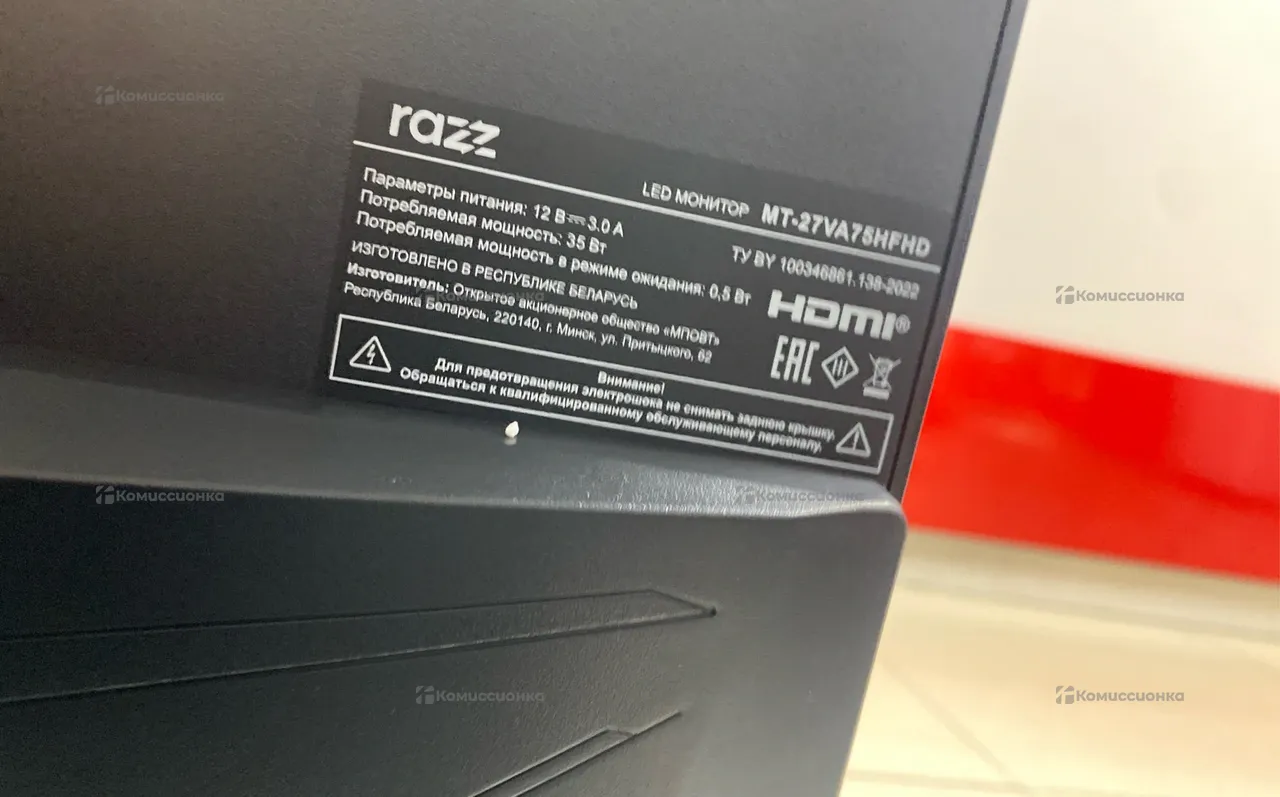 razz
LED МОНИТОР MT-27VA75HFHD
Параметры питания: 12 В 3.0 А
Потребляемая мощность: 35 Вт
Потребляемая мощность в режиме ожидания: 0,5 Вт
ТУ BY 100346861.138-2022
ИЗГОТОВЛЕНО В РЕСПУБЛИКЕ БЕЛАРУСЬ
Изготовитель: Открытое акционерное общество «МПОВТ»
Республика Беларусь, 220140, г. Минск, ул. Притыцкого, 62
HDMI®
EAC
Внимание!
Для предотвращения электрошока не снимать заднюю крышку.
Обращаться к квалифицированному обслуживающему персоналу.
Комиссионка
Комиссионка
Комиссионка
Комиссионка
Комиссионка
Комиссионка
Комиссионка